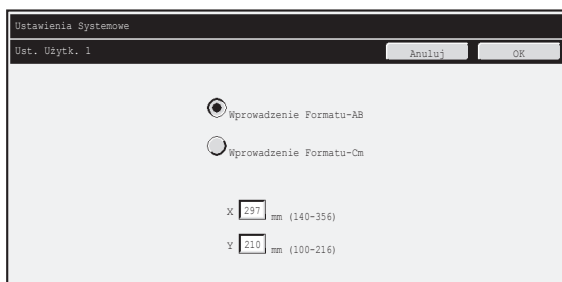 Ustawienia Systemowe
Ust. Użytk. 1 Anuluj OK
Wprowadzenie Formatu-AB
Wprowadzenie Formatu-Cm
X 297 mm (140-356)
Y 210 mm (100-216)